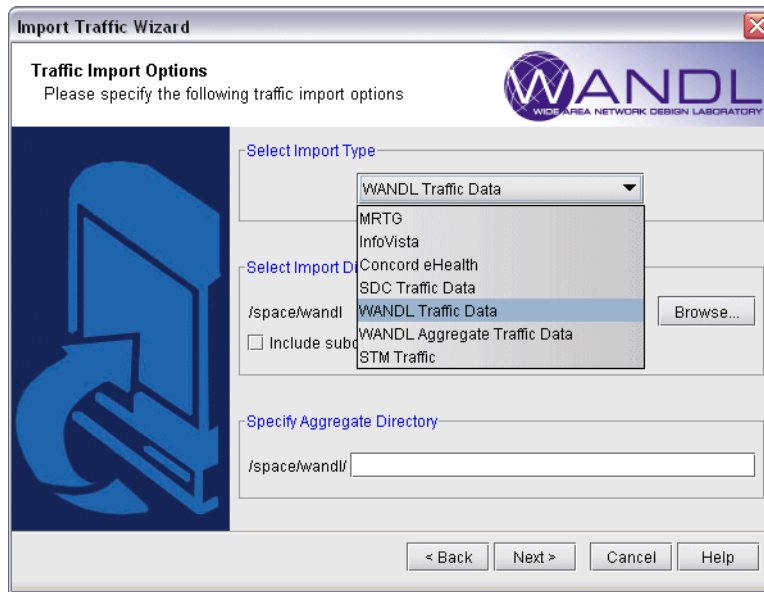 Import Traffic Wizard
Traffic Import Options
Please specify the following traffic import options
WANDL
WIDE AREA NETWORK DESIGN LABORATORY
Select Import Type
WANDL Traffic Data
MRTG
InfoVista
Select Import Di
Concord eHealth
SDC Traffic Data
/space/wandl
WANDL Traffic Data
Browse...
Include subd
WANDL Aggregate Traffic Data
STM Traffic
Specify Aggregate Directory
/space/wandl/
< Back
Next >
Cancel
Help